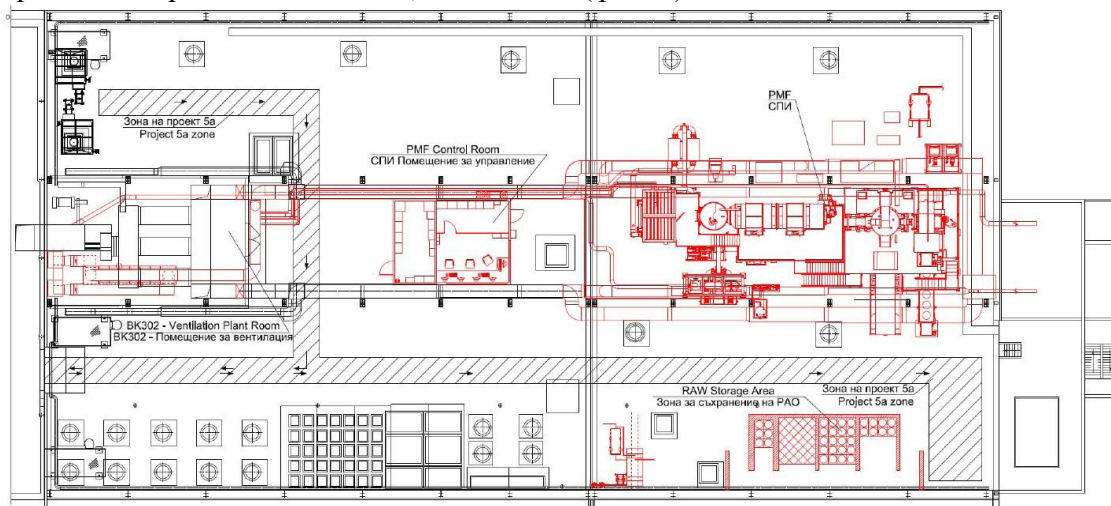 PMF
СПИ
Зона на проект 5а
Project 5a zone
PMF Control Room
СПИ Помещение за управление
BK302 - Ventilation Plant Room
ВК302 - Помещение за вентилация
RAW Storage Area
Зона за съхранение на РАО
Зона на проект 5а
Project 5a zone